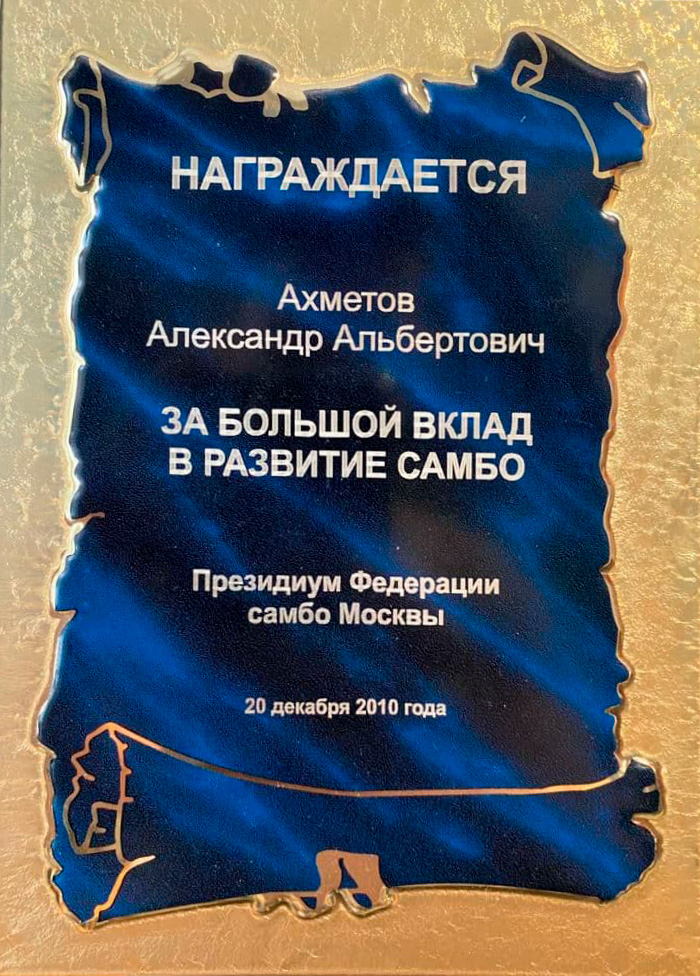 НАГРАЖДАЕТСЯ
Ахметов
Александр Альбертович
ЗА БОЛЬШОЙ ВКЛАД
В РАЗВИТИЕ САМБО
Президиум Федерации
самбо Москвы
20 декабря 2010 года